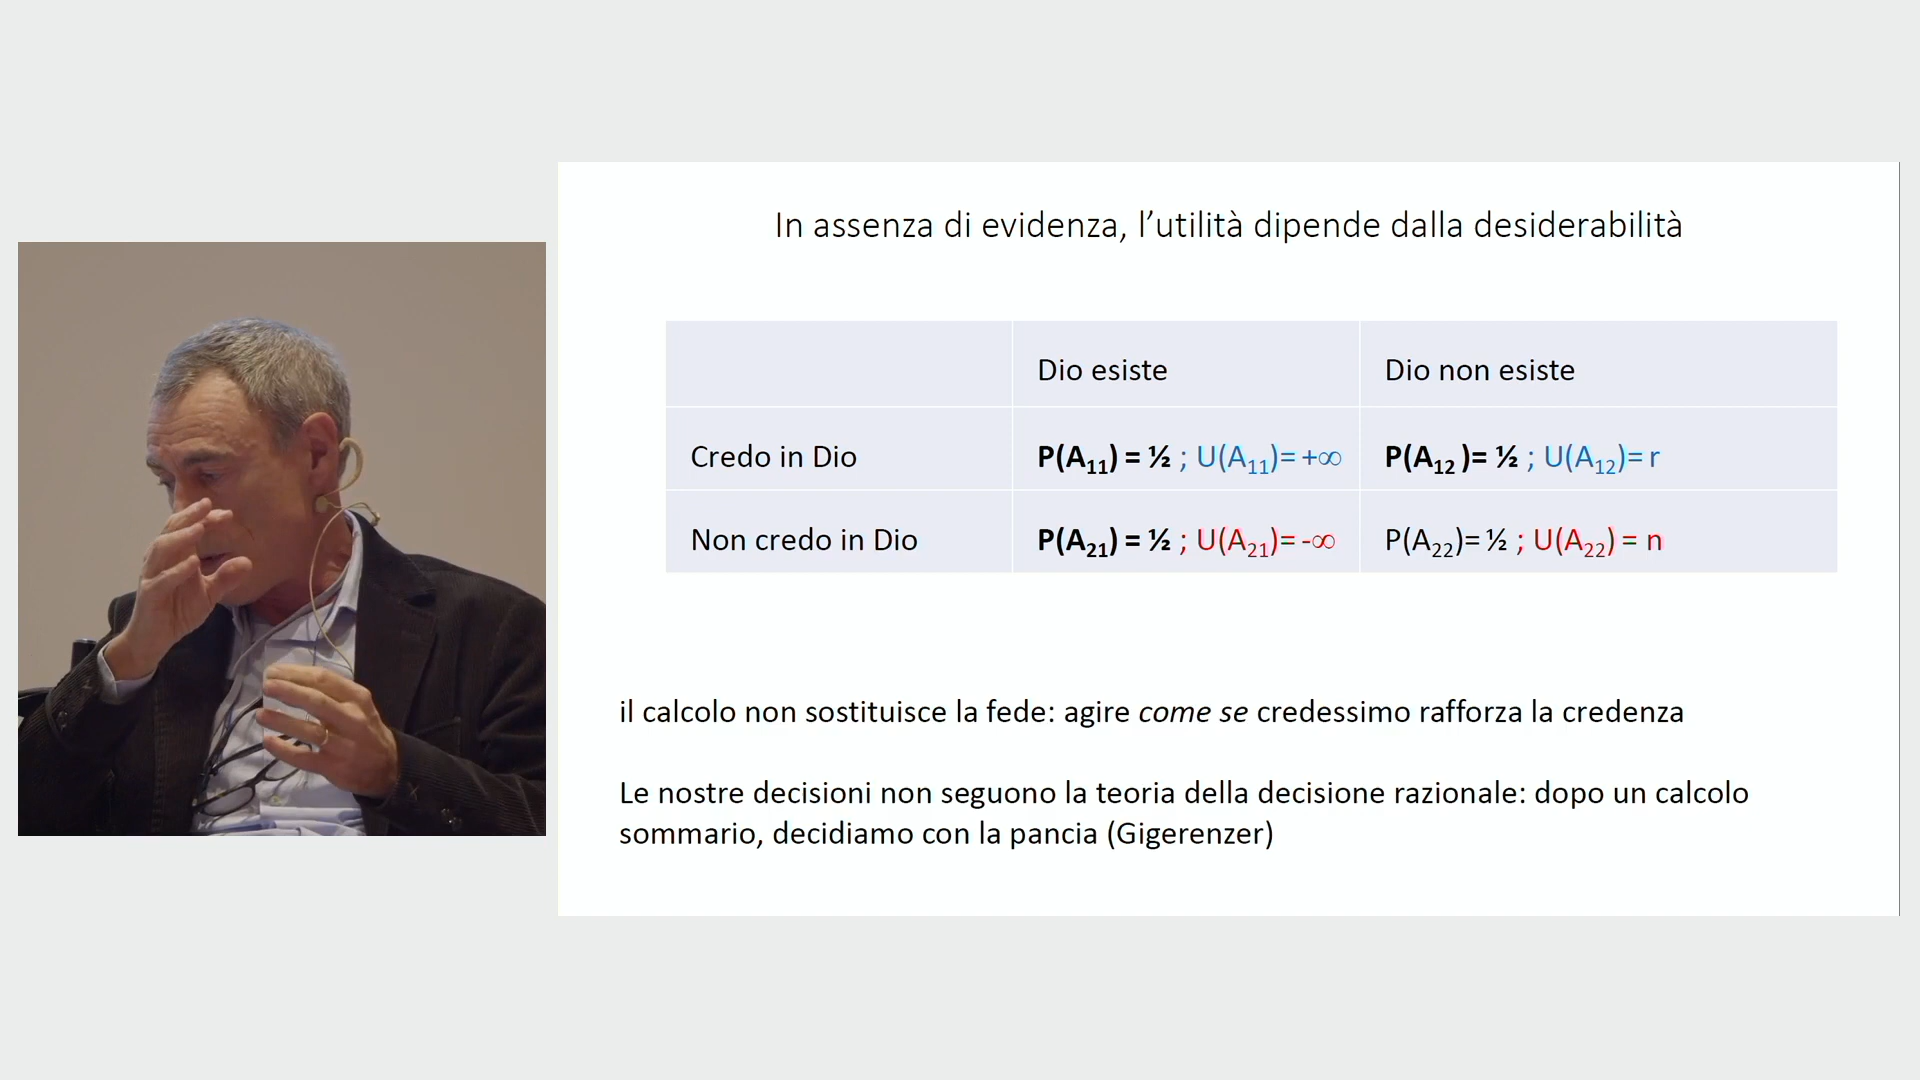 In assenza di evidenza, l’utilità dipende dalla desiderabilità
Dio esiste
Dio non esiste
Credo in Dio
P(A₁₁) = ½ ; U(A₁₁)= +∞
P(A₁₂ )= ½ ; U(A₁₂)= r
Non credo in Dio
P(A₂₁) = ½ ; U(A₂₁)= -∞
P(A₂₂)= ½ ; U(A₂₂) = n
il calcolo non sostituisce la fede: agire come se credessimo rafforza la credenza
Le nostre decisioni non seguono la teoria della decisione razionale: dopo un calcolo
sommario, decidiamo con la pancia (Gigerenzer)